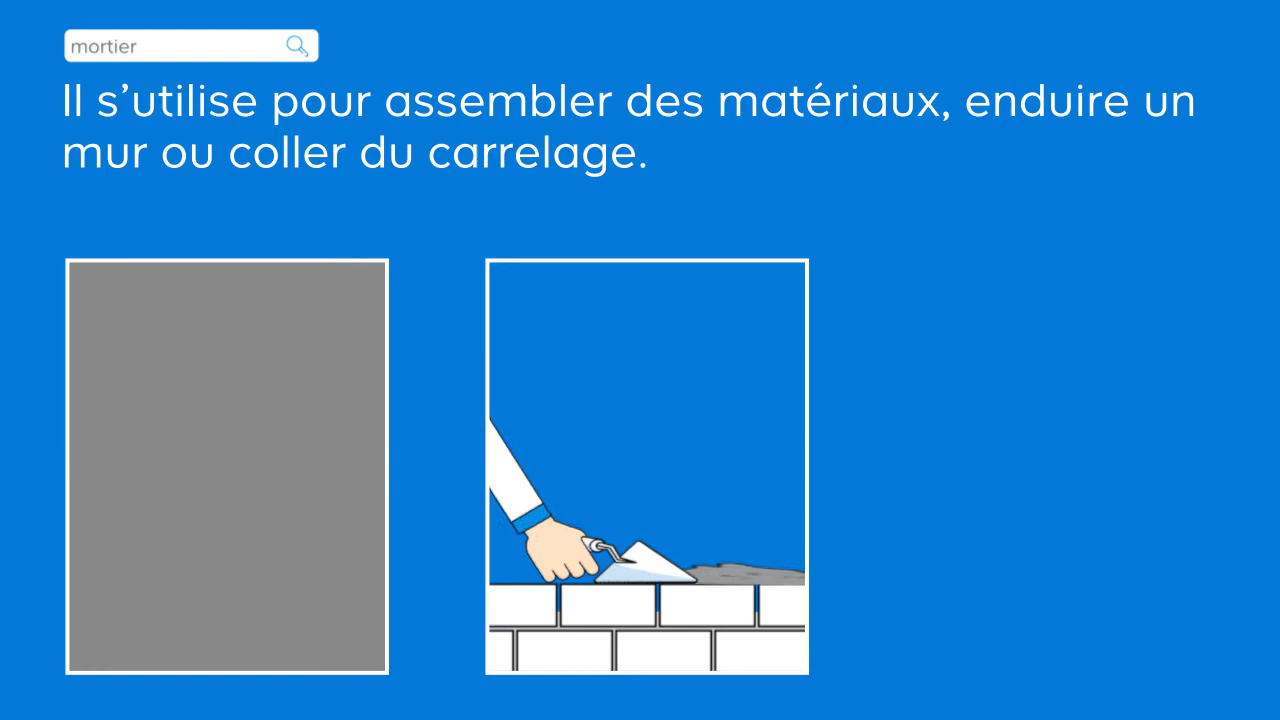 mortier
Il s’utilise pour assembler des matériaux, enduire un
mur ou coller du carrelage.